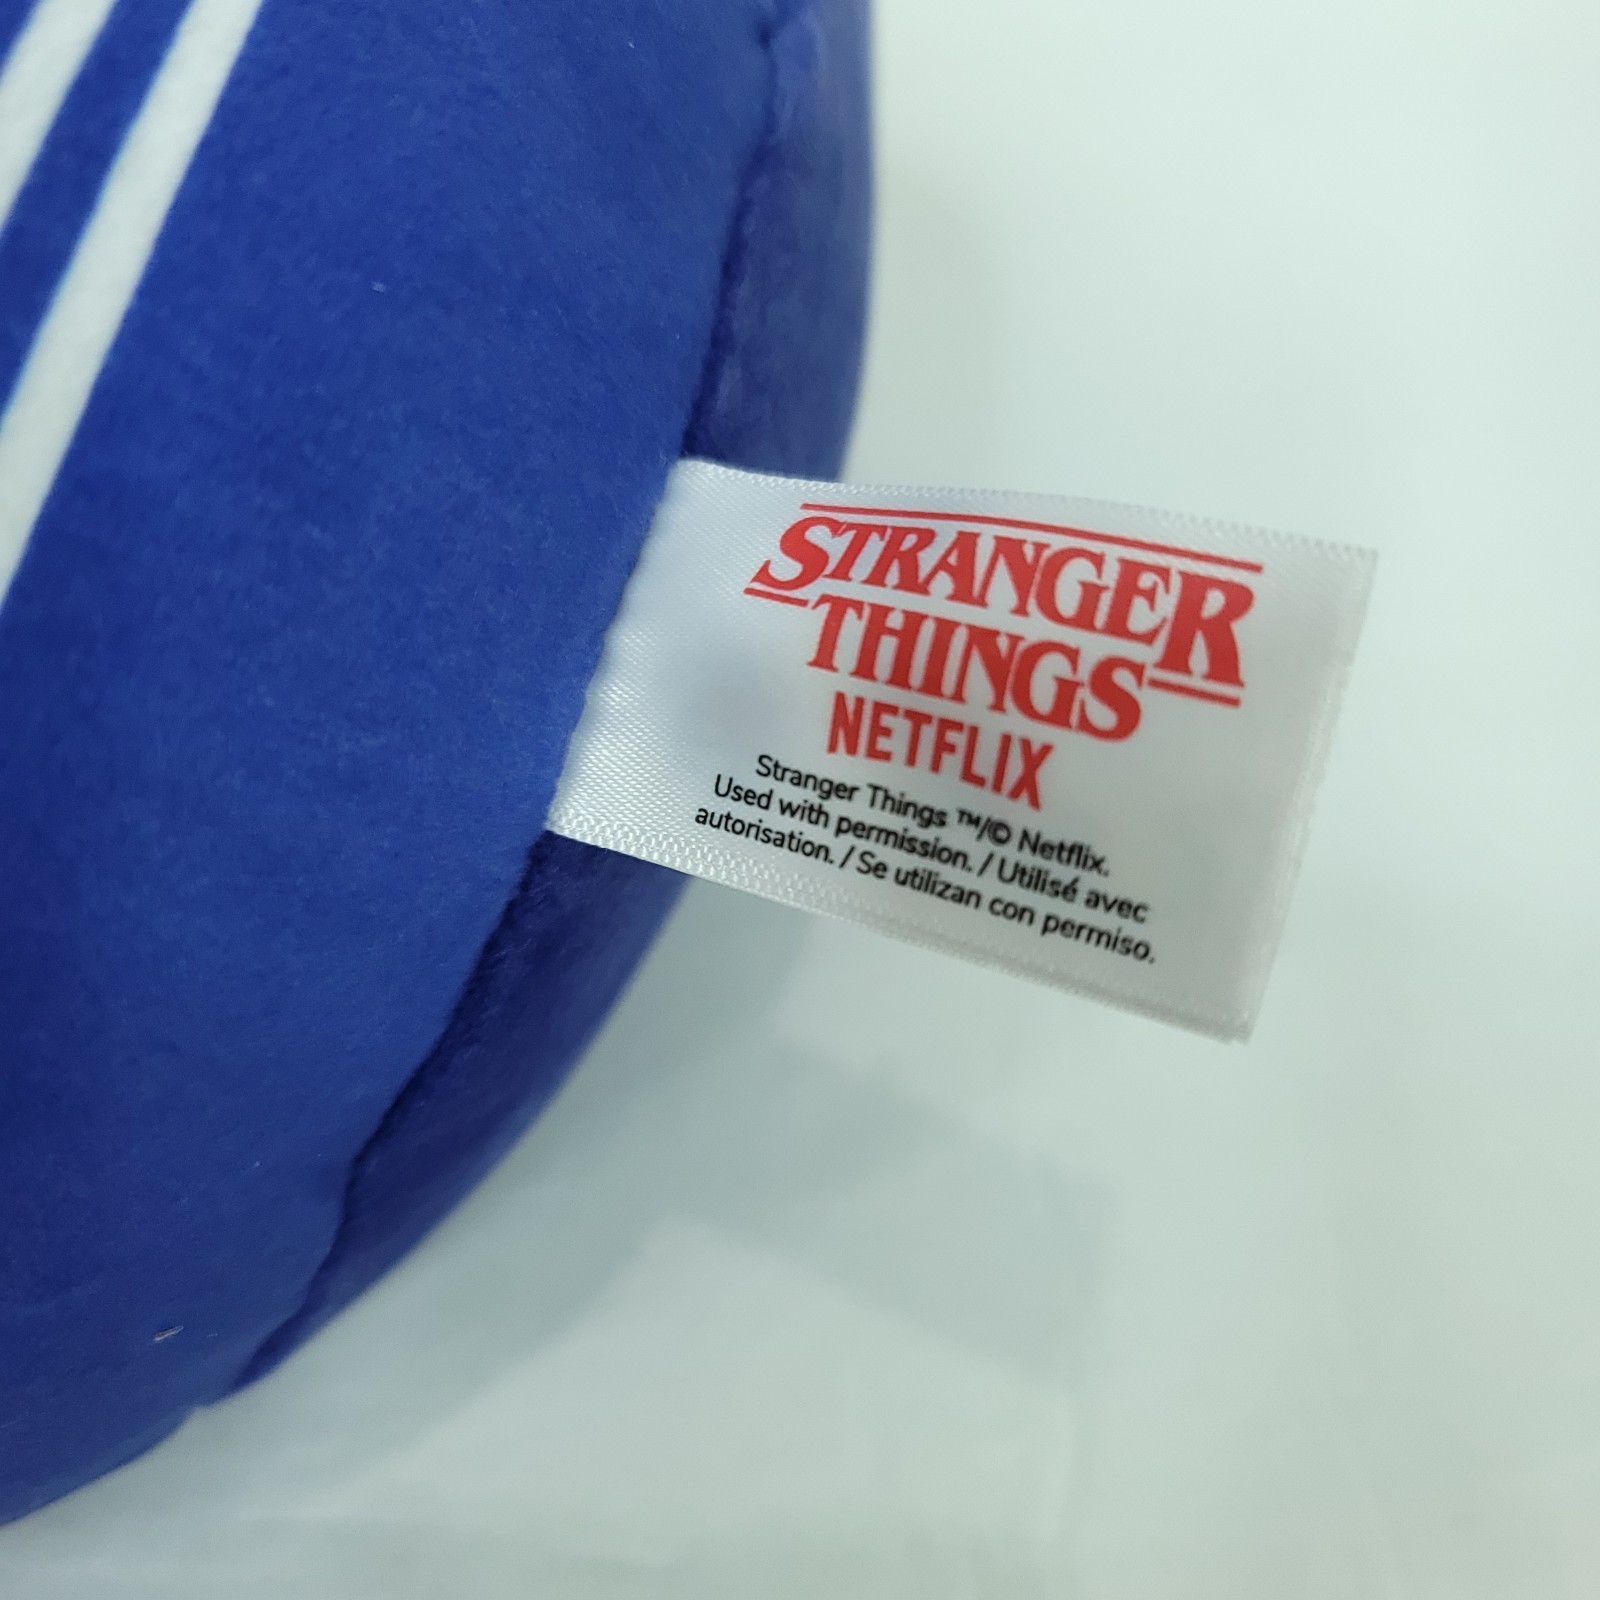 STRANGER
THINGS
NETFLIX
Stranger Things ™/© Netflix.
Used with permission. / Utilisé avec
autorisation. / Se utilizan con permiso.